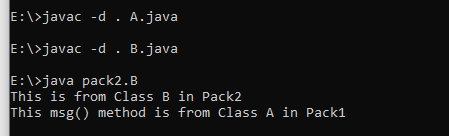 E:\>javac -d . A.java
E:\>javac -d . B.java
E:\>java pack2.B
This is from Class B in Pack2
This msg() method is from Class A in Pack1